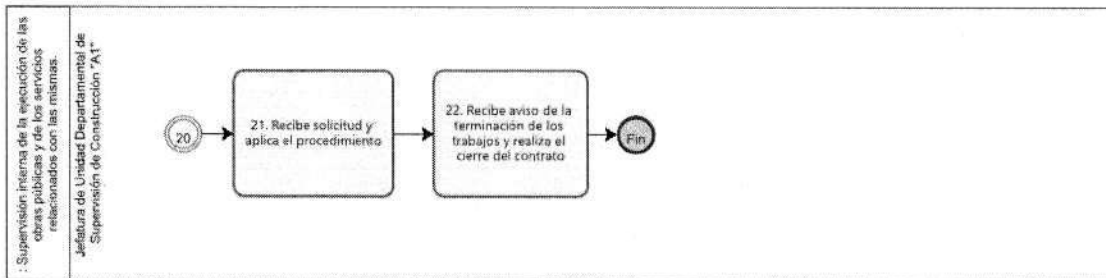 : Supervisión interna de la ejecución de las
obras públicas y de los servicios
relacionados con las mismas.
Jefatura de Unidad Departamental de
Supervisión de Construcción "A1"
20
21. Recibe solicitud y
aplica el procedimiento
22. Recibe aviso de la
terminación de los
trabajos y realiza el
cierre del contrato
Fin